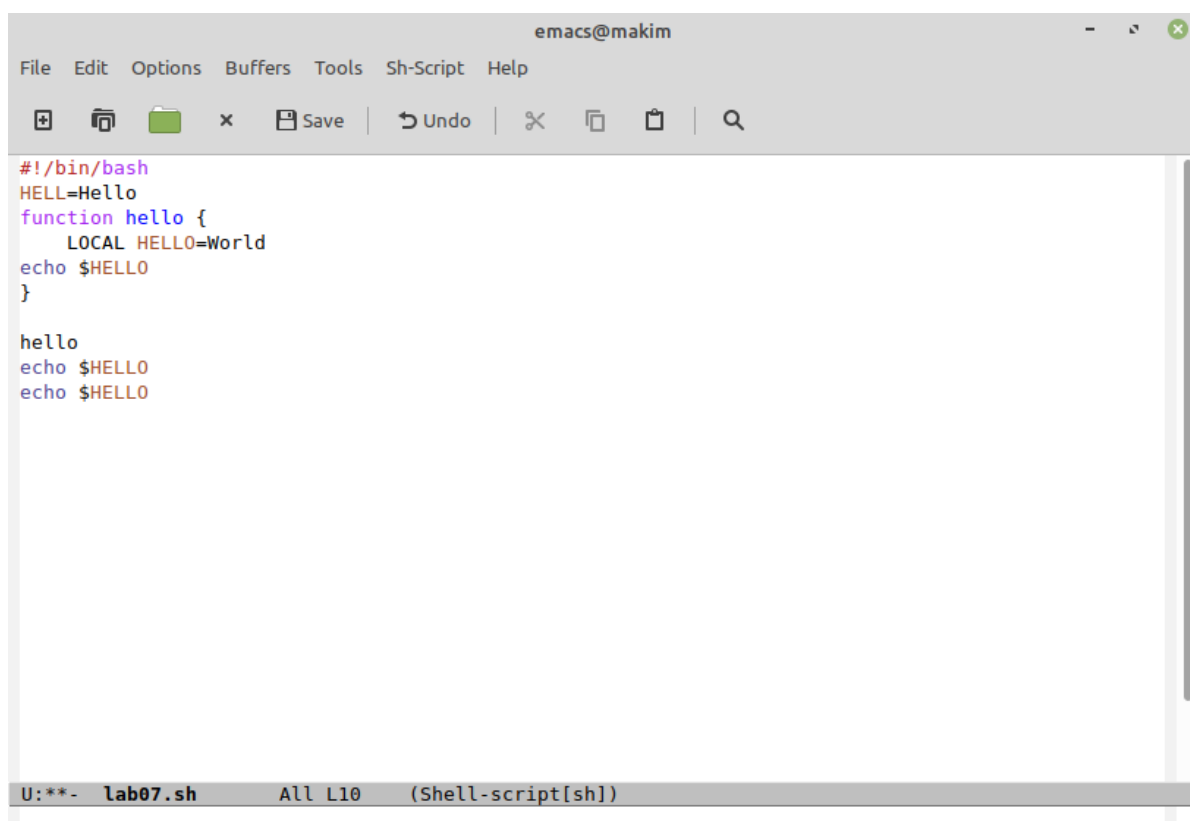 emacs@makim
File Edit Options Buffers Tools Sh-Script Help
Save Undo
#!/bin/bash
HELL=Hello
function hello {
    LOCAL HELLO=World
echo $HELLO
}

hello
echo $HELLO
echo $HELLO
U:**- lab07.sh All L10 (Shell-script[sh])